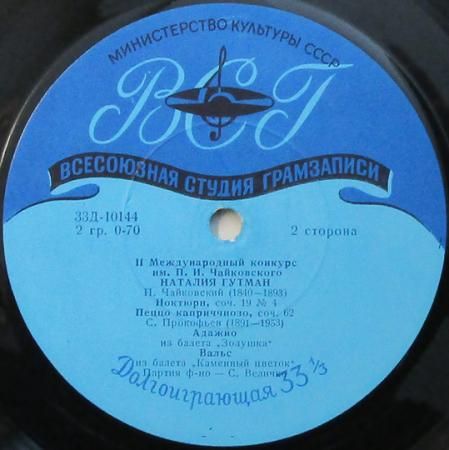 МИНИСТЕРСТВО КУЛЬТУРЫ СССР
ВСГ
ВСЕСОЮЗНАЯ СТУДИЯ ГРАМЗАПИСИ
33Д-10144
2 гр. 0-70
2 сторона
II Международный конкурс
им. П. И. Чайковского
НАТАЛИЯ ГУТМАН
П. Чайковский (1840—1893)
Ноктюрн, соч. 19 № 4
Пеццо каприччиозо, соч. 62
С. Прокофьев (1891—1953)
Адажио
из балета „Золушка“
Вальс
из балета „Каменный цветок“
Партия ф-но — С.
Долгоиграющая 33 1/3